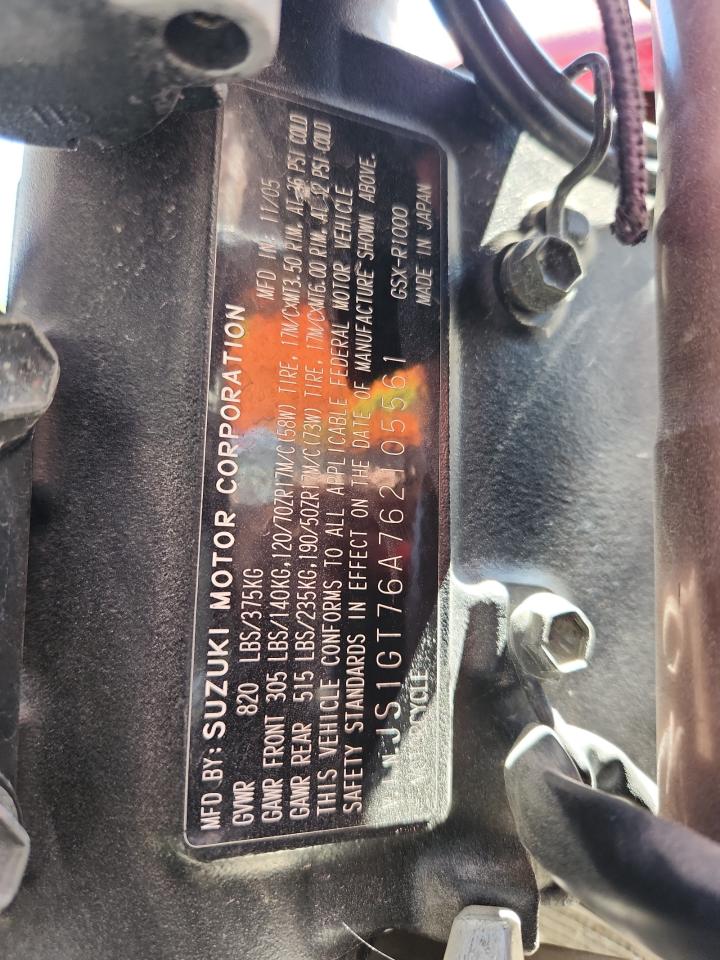 MFD BY: SUZUKI MOTOR CORPORATION
GVWR 820 LBS/375KG MFD IN: 11/05
GAWR FRONT 305 LBS/140KG,120/70ZR17M/C(58W) TIRE, 17M/CxMT3.50 RIM, AT 36 PSI COLD
GAWR REAR 515 LBS/235KG,190/50ZR17M/C(73W) TIRE, 17M/CxMT6.00 RIM, AT 42 PSI COLD
THIS VEHICLE CONFORMS TO ALL APPLICABLE FEDERAL MOTOR VEHICLE
SAFETY STANDARDS IN EFFECT ON THE DATE OF MANUFACTURE SHOWN ABOVE.
JS1GT76A762105561 GSX-R1000
MADE IN JAPAN